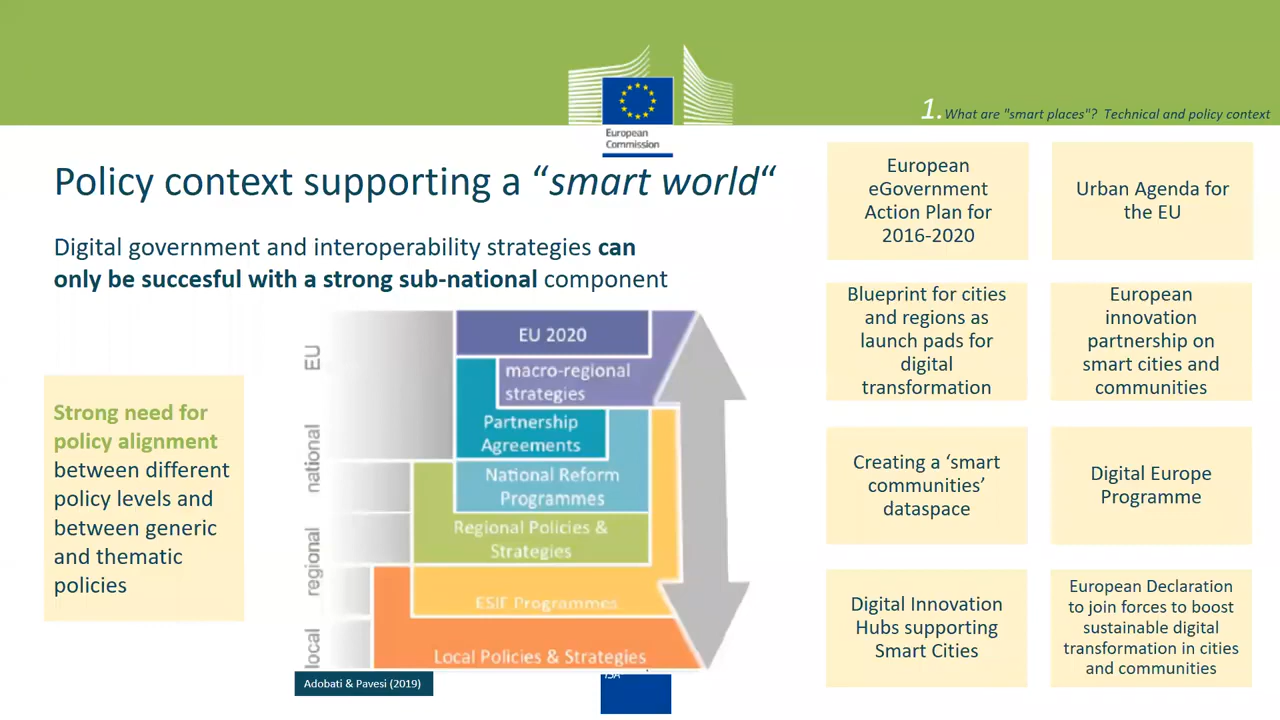 European
Commission
1. What are "smart places"? Technical and policy context
Policy context supporting a “smart world“
Digital government and interoperability strategies can
only be succesful with a strong sub-national component
Strong need for
policy alignment
between different
policy levels and
between generic
and thematic
policies
EU
national
regional
local
EU 2020
macro-regional
strategies
Partnership
Agreements
National Reform
Programmes
Regional Policies &
Strategies
ESIF Programmes
Local Policies & Strategies
Adobati & Pavesi (2019)
ISA
European
eGovernment
Action Plan for
2016-2020
Urban Agenda for
the EU
Blueprint for cities
and regions as
launch pads for
digital
transformation
European
innovation
partnership on
smart cities and
communities
Creating a ‘smart
communities’
dataspace
Digital Europe
Programme
Digital Innovation
Hubs supporting
Smart Cities
European Declaration
to join forces to boost
sustainable digital
transformation in cities
and communities